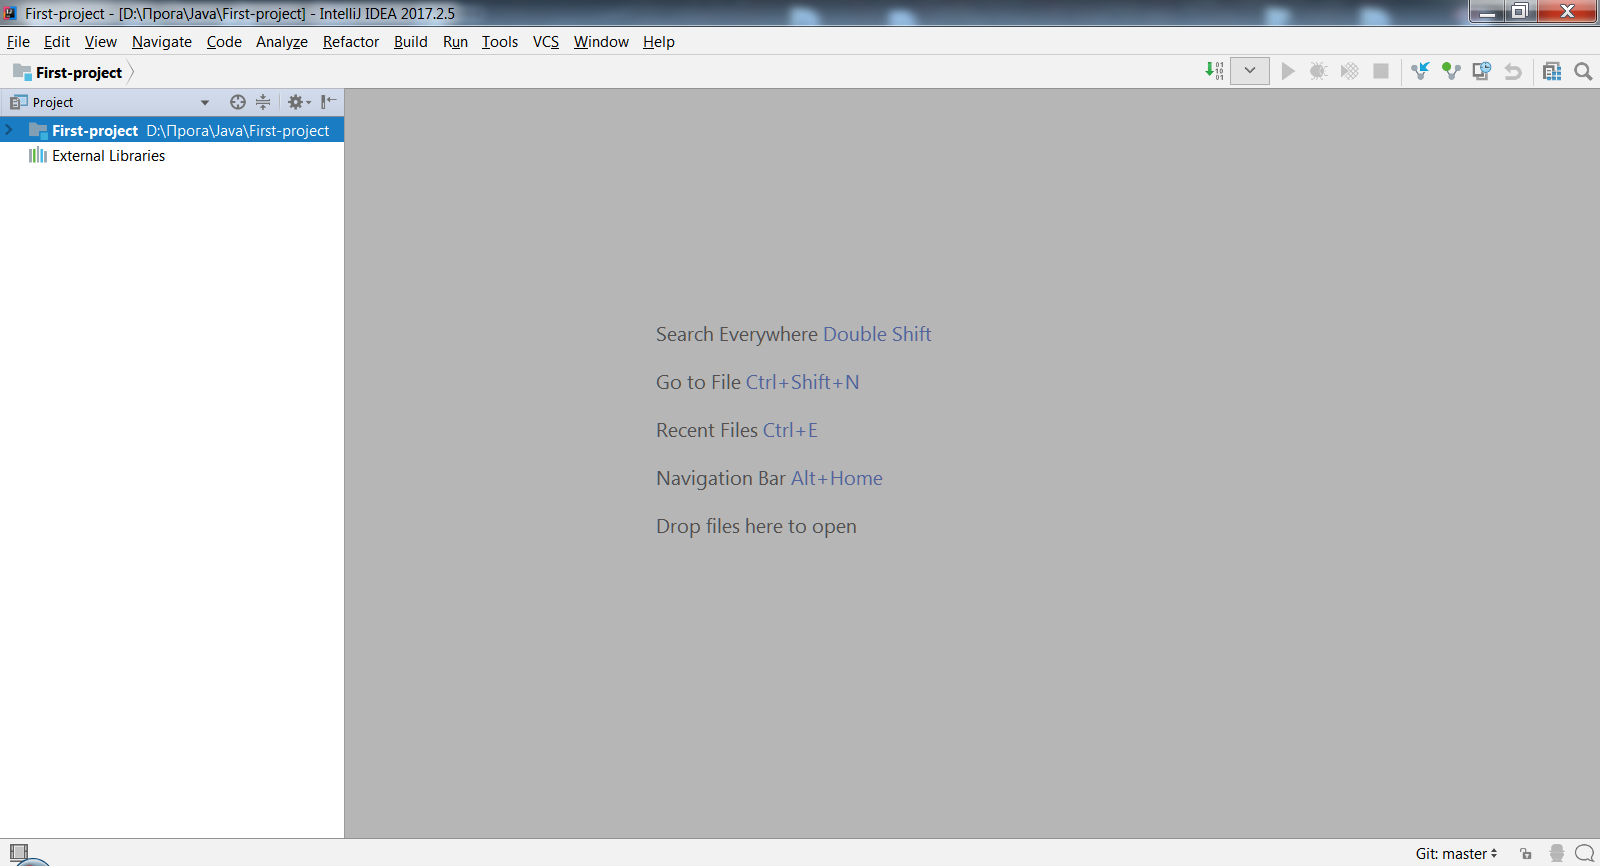 First-project - [D:\Прога\Java\First-project] - IntelliJ IDEA 2017.2.5
File Edit View Navigate Code Analyze Refactor Build Run Tools VCS Window Help
First-project
Project
First-project D:\Прога\Java\First-project
External Libraries
Search Everywhere Double Shift
Go to File Ctrl+Shift+N
Recent Files Ctrl+E
Navigation Bar Alt+Home
Drop files here to open
Git: master